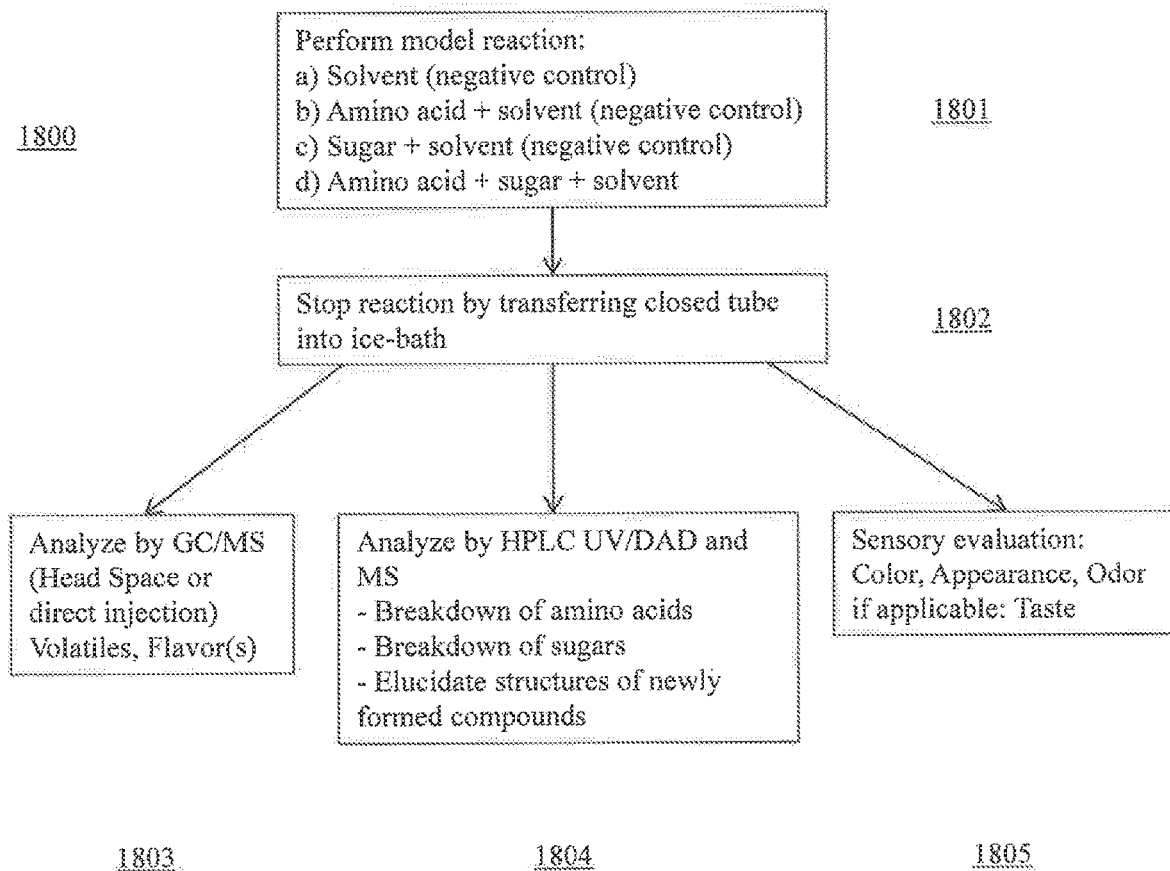 Perform model reaction:
a) Solvent (negative control)
b) Amino acid + solvent (negative control)
c) Sugar + solvent (negative control)
d) Amino acid + sugar + solvent
1800
1801
Stop reaction by transferring closed tube
into ice-bath
1802
Analyze by GC/MS
(Head Space or
direct injection)
Volatiles, Flavor(s)
Analyze by HPLC UV/DAD and
MS
- Breakdown of amino acids
- Breakdown of sugars
- Elucidate structures of newly
formed compounds
Sensory evaluation:
Color, Appearance, Odor
if applicable: Taste
1803
1804
1805